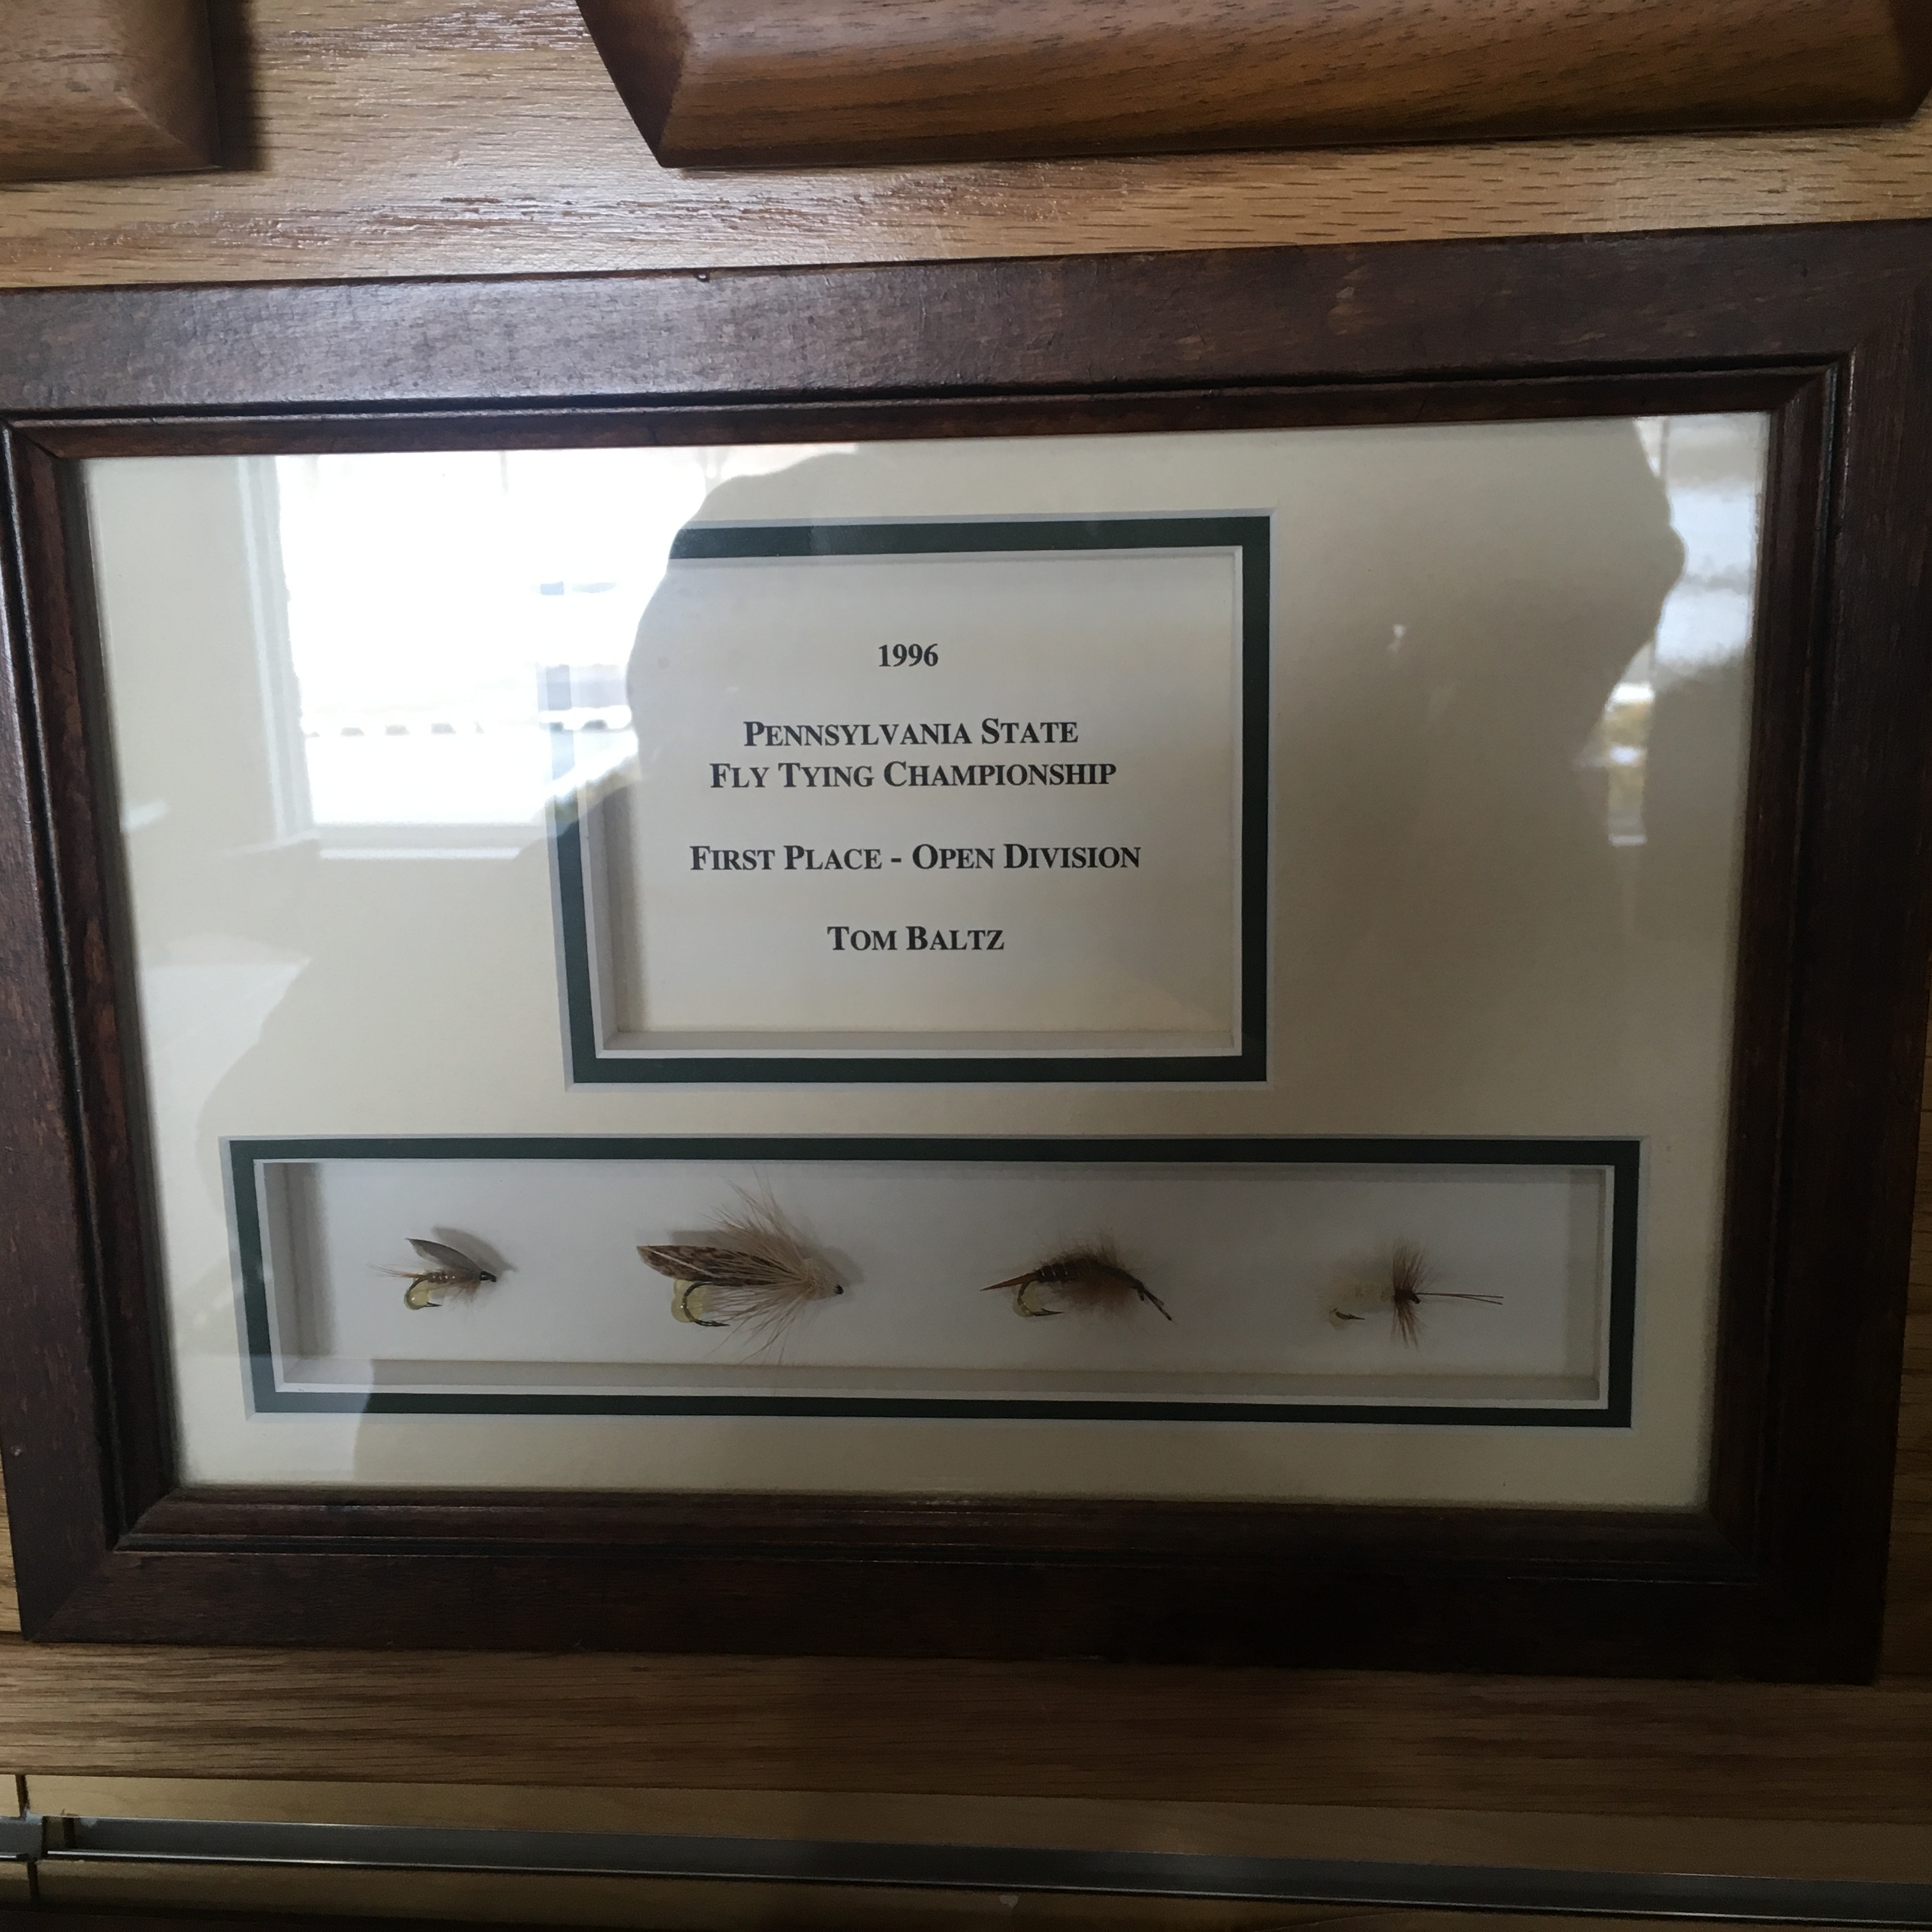 1996
PENNSYLVANIA STATE
FLY TYING CHAMPIONSHIP
FIRST PLACE - OPEN DIVISION
TOM BALTZ